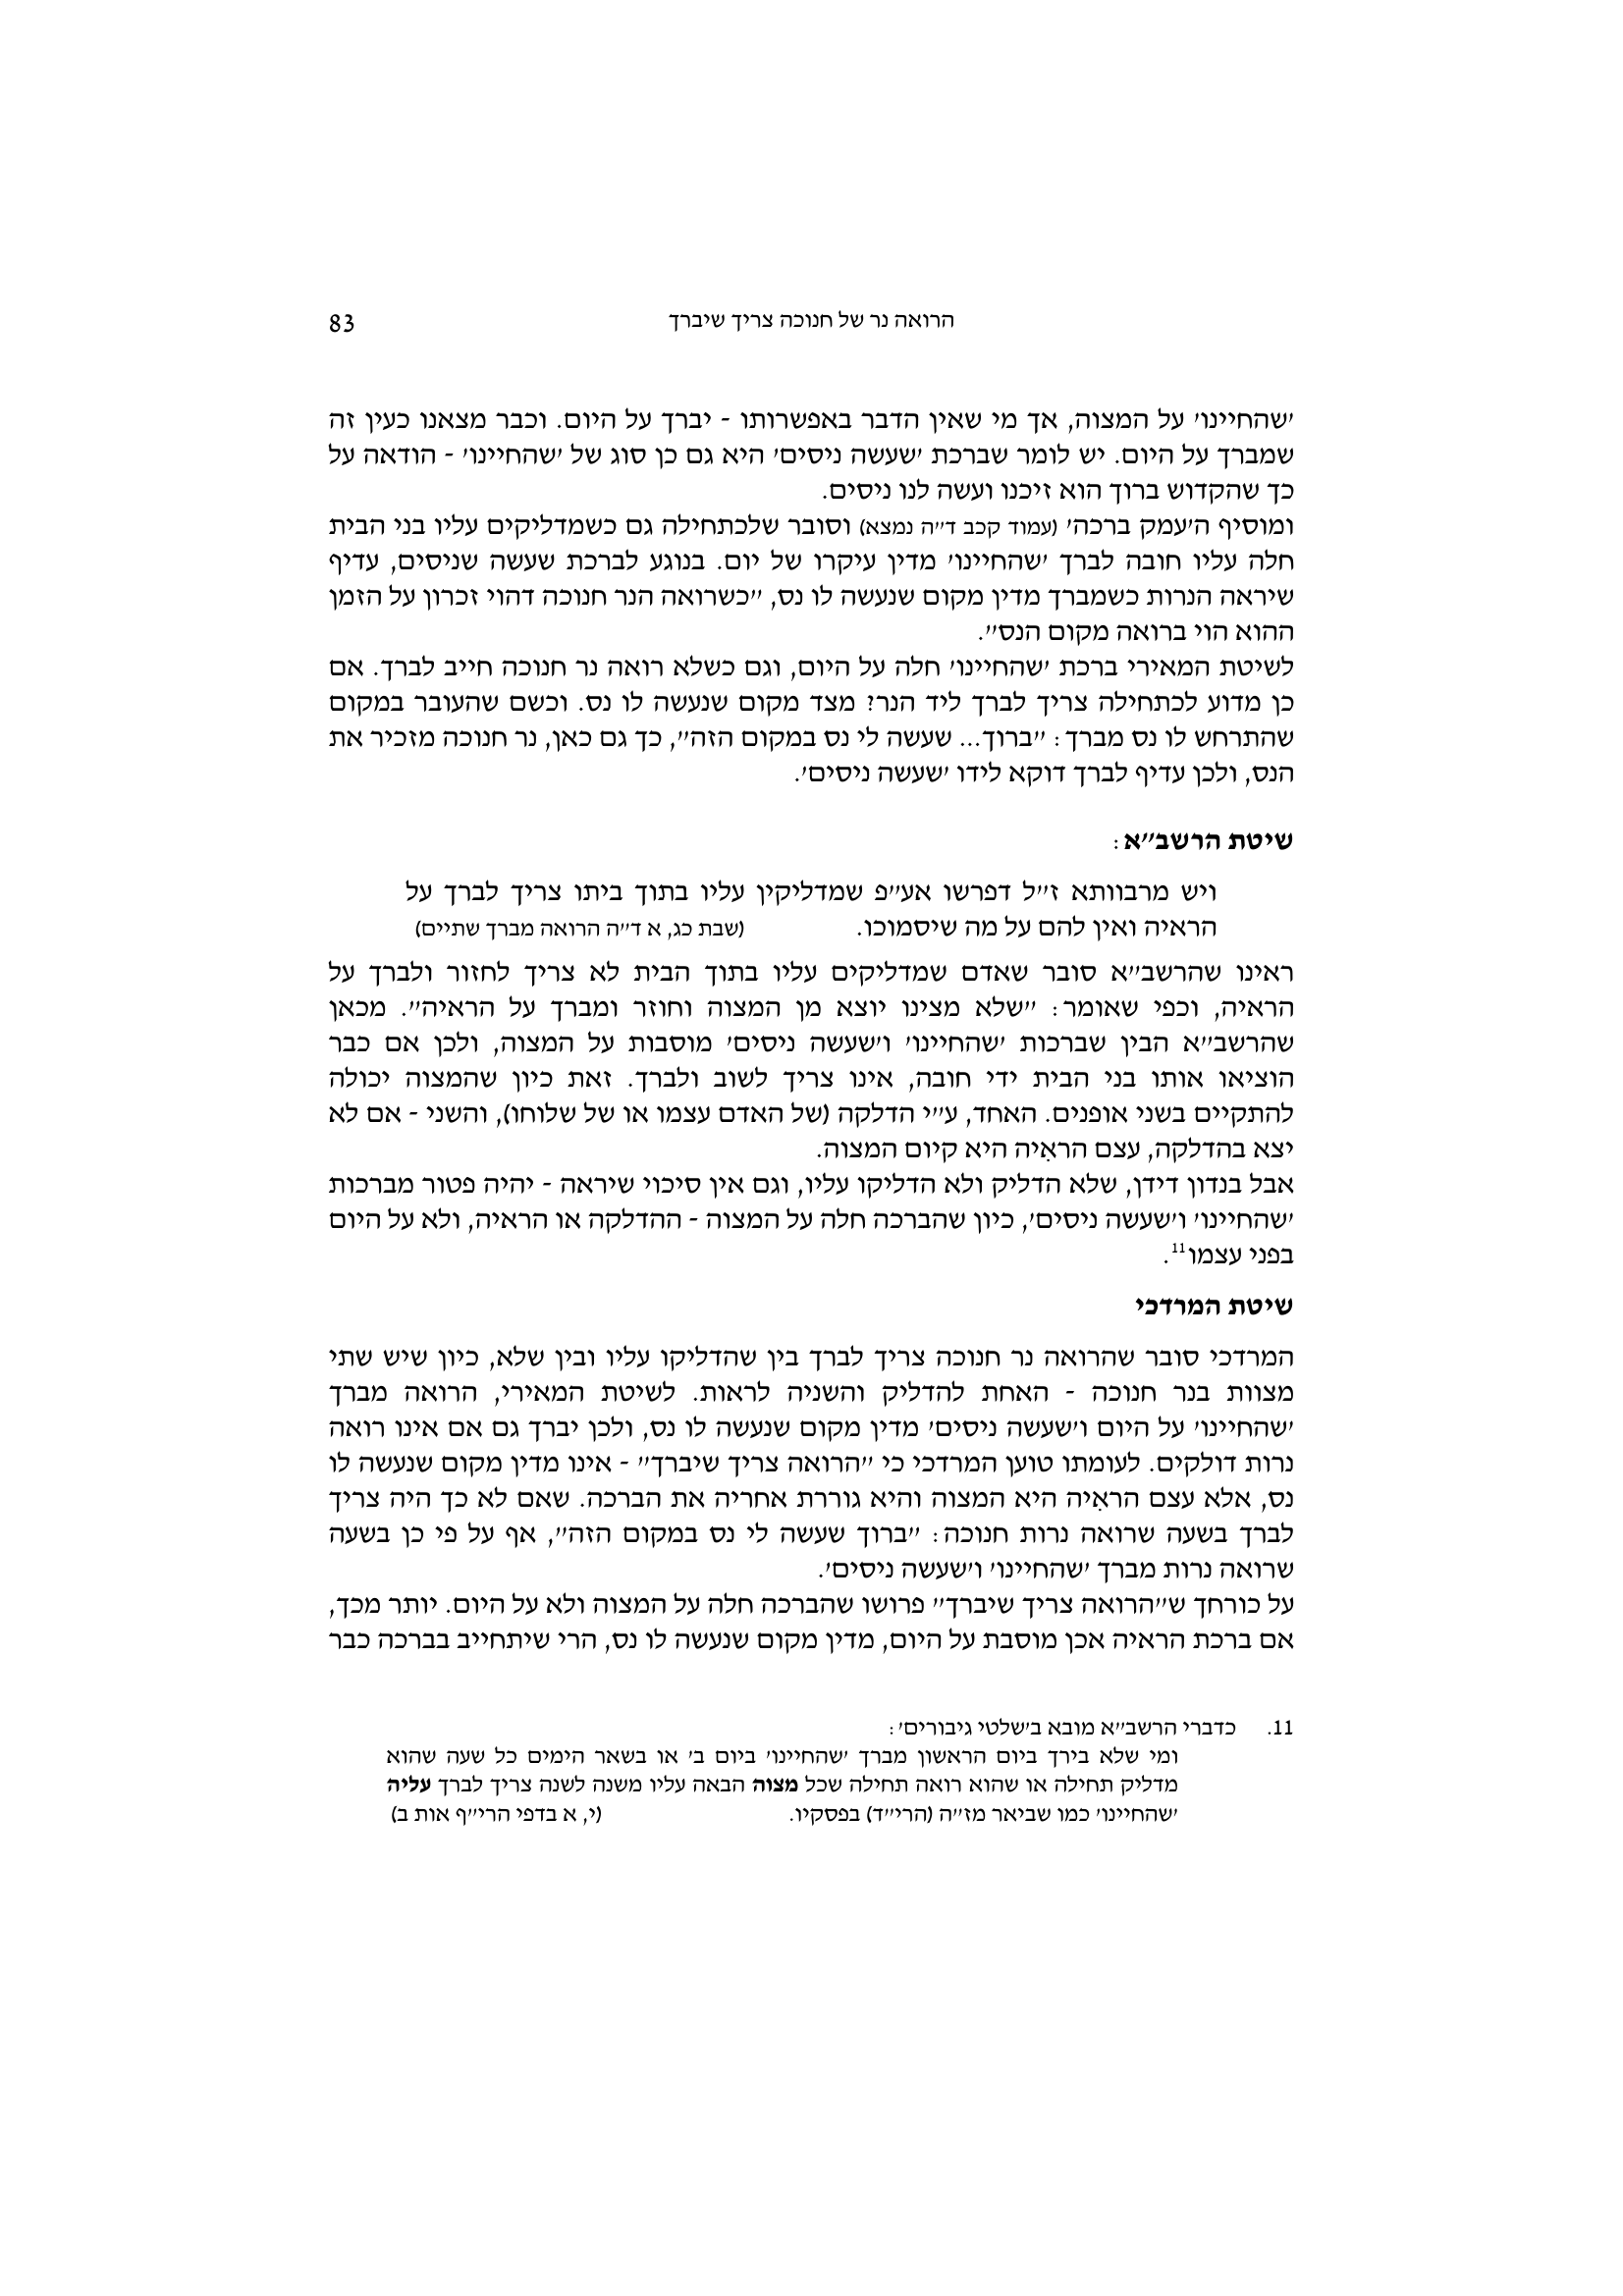 הרואה נר של חנוכה צריך שיברך 83
'שהחיינו' על המצוה, אך מי שאין הדבר באפשרותו - יברך על היום. וכבר מצאנו כעין זה
שמברך על היום. יש לומר שברכת 'שעשה ניסים' היא גם כן סוג של 'שהחיינו' - הודאה על
כך שהקדוש ברוך הוא זיכנו ועשה לנו ניסים.
ומוסיף ה'עמק ברכה' (עמוד קכב ד''ה נמצא) וסובר שלכתחילה גם כשמדליקים עליו בני הבית
חלה עליו חובה לברך 'שהחיינו' מדין עיקרו של יום. בנוגע לברכת שעשה שניסים, עדיף
שיראה הנרות כשמברך מדין מקום שנעשה לו נס, ''כשרואה הנר חנוכה דהוי זכרון על הזמן
ההוא הוי ברואה מקום הנס''.
לשיטת המאירי ברכת 'שהחיינו' חלה על היום, וגם כשלא רואה נר חנוכה חייב לברך. אם
כן מדוע לכתחילה צריך לברך ליד הנר? מצד מקום שנעשה לו נס. וכשם שהעובר במקום
שהתרחש לו נס מברך: ''ברוך... שעשה לי נס במקום הזה'', כך גם כאן, נר חנוכה מזכיר את
הנס, ולכן עדיף לברך דוקא לידו 'שעשה ניסים'.
שיטת הרשב''א:
ויש מרבוותא ז''ל דפרשו אע''פ שמדליקין עליו בתוך ביתו צריך לברך על
הראיה ואין להם על מה שיסמוכו. (שבת כג, א ד''ה הרואה מברך שתיים)
ראינו שהרשב''א סובר שאדם שמדליקים עליו בתוך הבית לא צריך לחזור ולברך על
הראיה, וכפי שאומר: ''שלא מצינו יוצא מן המצוה וחוזר ומברך על הראיה''. מכאן
שהרשב''א הבין שברכות 'שהחיינו' ו'שעשה ניסים' מוסבות על המצוה, ולכן אם כבר
הוציאו אותו בני הבית ידי חובה, אינו צריך לשוב ולברך. זאת כיון שהמצוה יכולה
להתקיים בשני אופנים. האחד, ע''י הדלקה (של האדם עצמו או של שלוחו), והשני - אם לא
יצא בהדלקה, עצם הראִיה היא קיום המצוה.
אבל בנדון דידן, שלא הדליק ולא הדליקו עליו, וגם אין סיכוי שיראה - יהיה פטור מברכות
'שהחיינו' ו'שעשה ניסים', כיון שהברכה חלה על המצוה - ההדלקה או הראיה, ולא על היום
בפני עצמו11.
שיטת המרדכי
המרדכי סובר שהרואה נר חנוכה צריך לברך בין שהדליקו עליו ובין שלא, כיון שיש שתי
מצוות בנר חנוכה - האחת להדליק והשניה לראות. לשיטת המאירי, הרואה מברך
'שהחיינו' על היום ו'שעשה ניסים' מדין מקום שנעשה לו נס, ולכן יברך גם אם אינו רואה
נרות דולקים. לעומתו טוען המרדכי כי ''הרואה צריך שיברך'' - אינו מדין מקום שנעשה לו
נס, אלא עצם הראִיה היא המצוה והיא גוררת אחריה את הברכה. שאם לא כך היה צריך
לברך בשעה שרואה נרות חנוכה: ''ברוך שעשה לי נס במקום הזה'', אף על פי כן בשעה
שרואה נרות מברך 'שהחיינו' ו'שעשה ניסים'.
על כורחך ש''הרואה צריך שיברך'' פרושו שהברכה חלה על המצוה ולא על היום. יותר מכך,
אם ברכת הראיה אכן מוסבת על היום, מדין מקום שנעשה לו נס, הרי שיתחייב בברכה כבר
11. כדברי הרשב''א מובא ב'שלטי גיבורים':
ומי שלא בירך ביום הראשון מברך 'שהחיינו' ביום ב' או בשאר הימים כל שעה שהוא
מדליק תחילה או שהוא רואה תחילה שכל מצוה הבאה עליו משנה לשנה צריך לברך עליה
'שהחיינו' כמו שביאר מז''ה (הרי''ד) בפסקיו. (י, א בדפי הרי''ף אות ב)